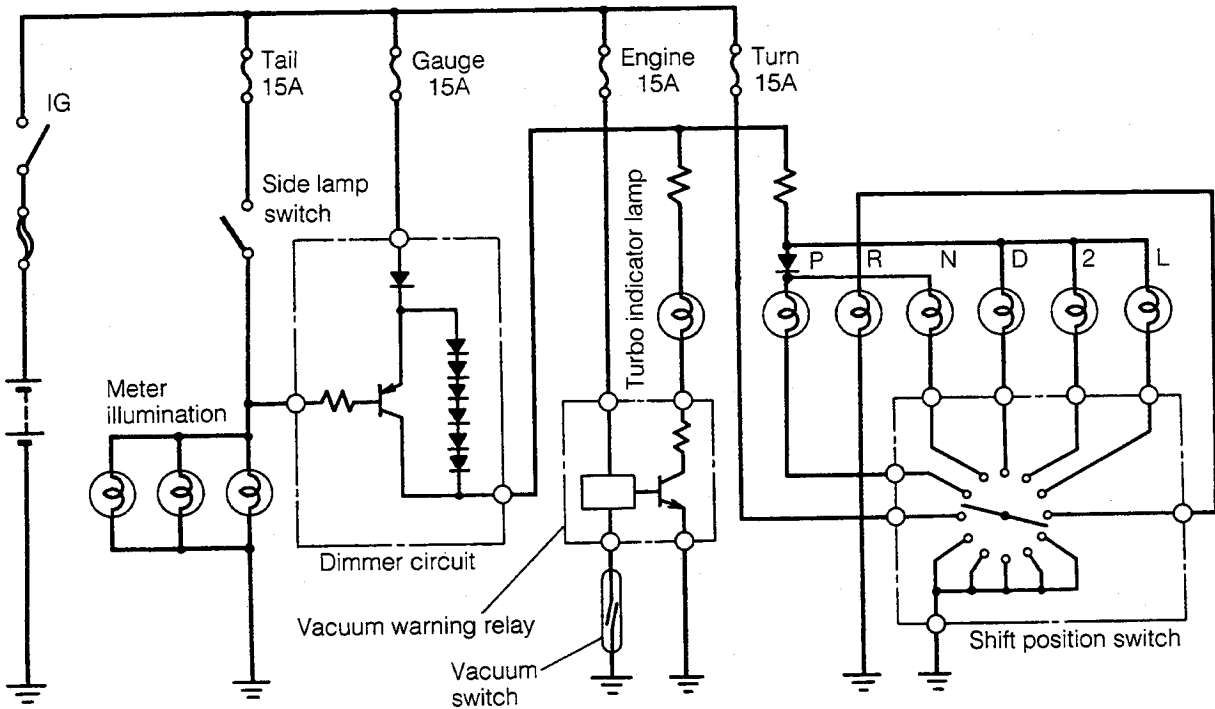 Tail
15A
Gauge
15A
Engine
15A
Turn
15A
IG
Side lamp
switch
Turbo indicator lamp
P R N D 2 L
Meter
illumination
Dimmer circuit
Vacuum warning relay
Vacuum
switch
Shift position switch